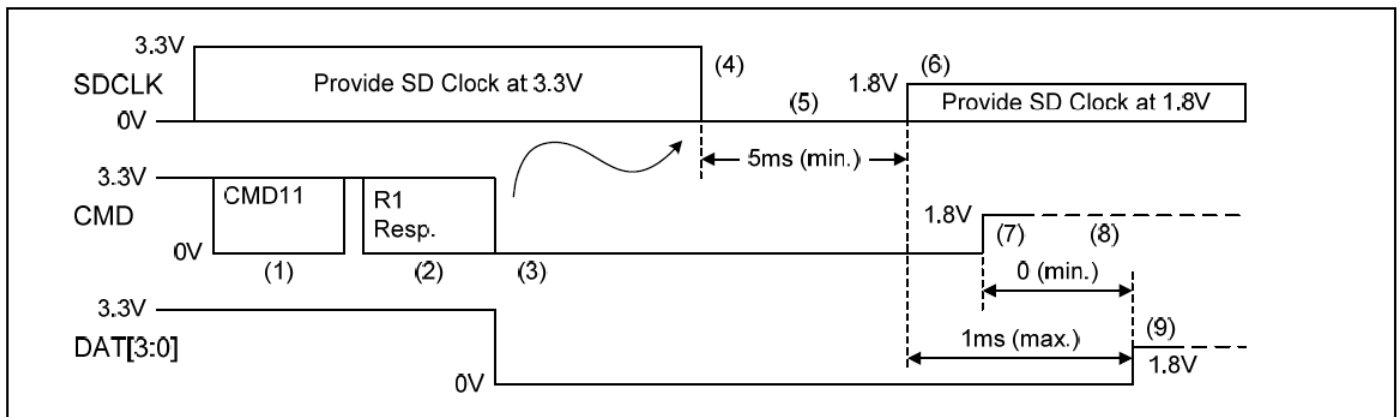 3.3V
SDCLK
0V
Provide SD Clock at 3.3V
(4)
(5)
1.8V
(6)
Provide SD Clock at 1.8V
5ms (min.)
3.3V
CMD
0V
CMD11
R1
Resp.
(1)
(2)
(3)
1.8V
(7)
(8)
0 (min.)
3.3V
DAT[3:0]
0V
1ms (max.)
(9)
1.8V